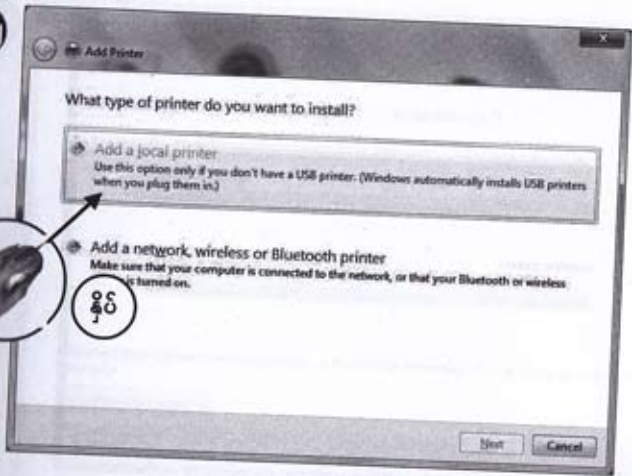 Add Printer
What type of printer do you want to install?
Add a local printer
Use this option only if you don't have a USB printer. (Windows automatically installs USB printers
when you plug them in.)
Add a network, wireless or Bluetooth printer
Make sure that your computer is connected to the network, or that your Bluetooth or wireless
is turned on.
နှိပ်
Next
Cancel